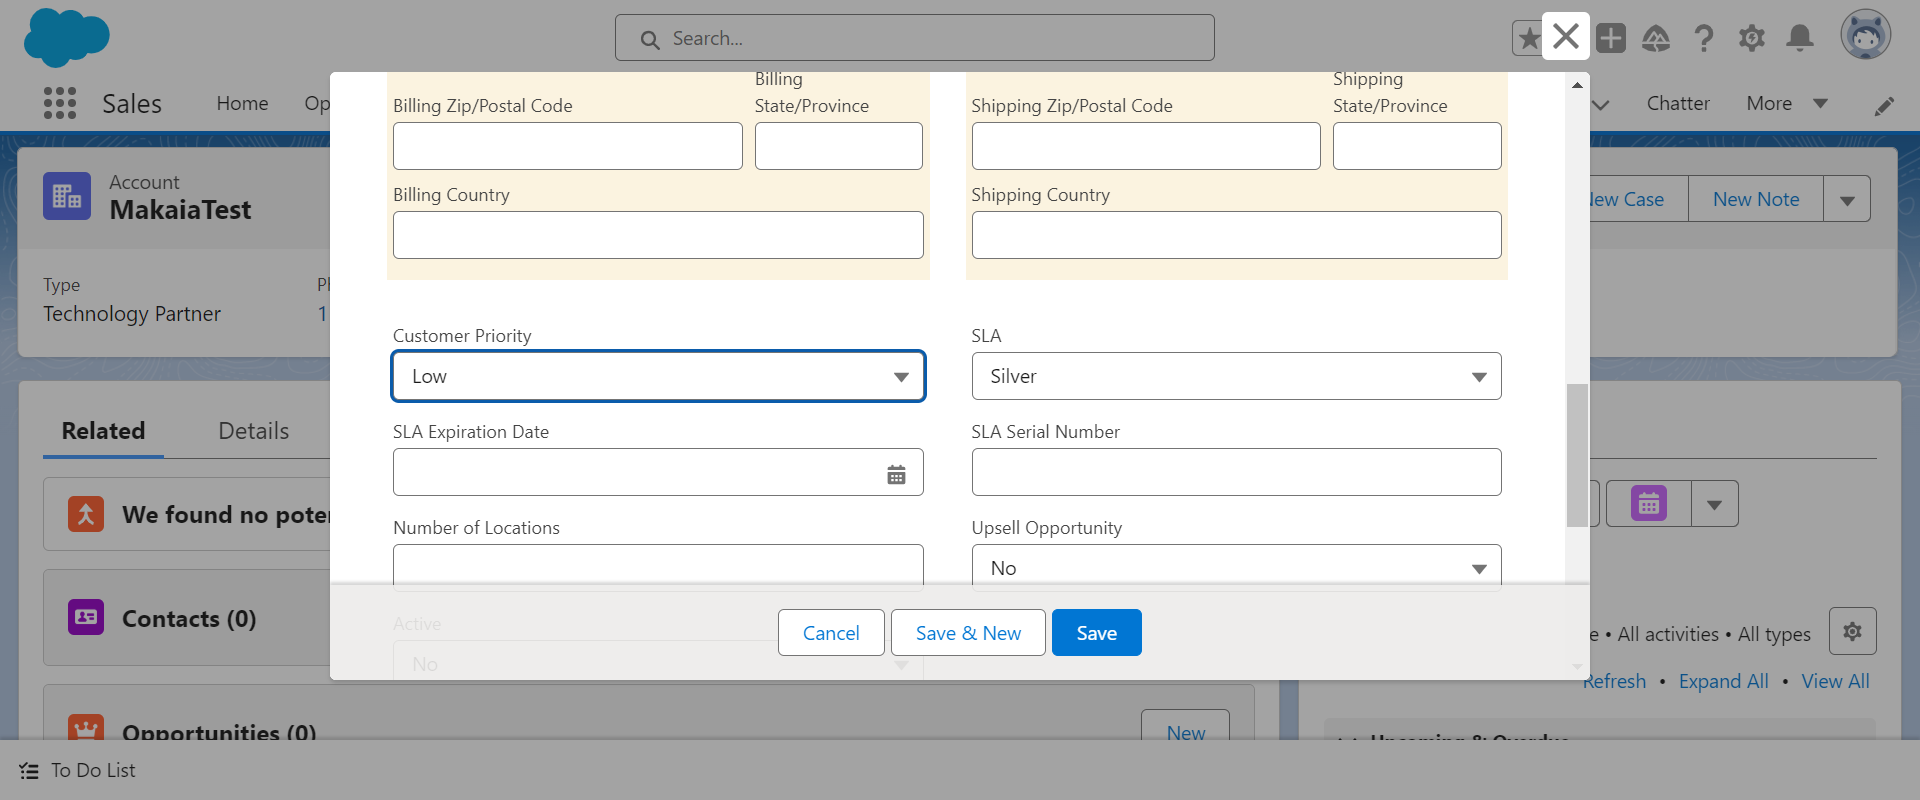 Search...
Sales
Home
Op
Chatter
More
Account
MakaiaTest
New Note
Type
Technology Partner
Related
Details
We found no
Contacts (0)
Opportunities (0)
New
To Do List
Billing Zip/Postal Code
Billing
State/Province
Billing Country
Shipping Zip/Postal Code
Shipping
State/Province
Shipping Country
Customer Priority
Low
SLA
Silver
SLA Expiration Date
SLA Serial Number
Number of Locations
Upsell Opportunity
No
Active
No
Cancel
Save & New
Save
Case
• All activities • All types
Refresh • Expand All • View All
Upcoming & Overdue